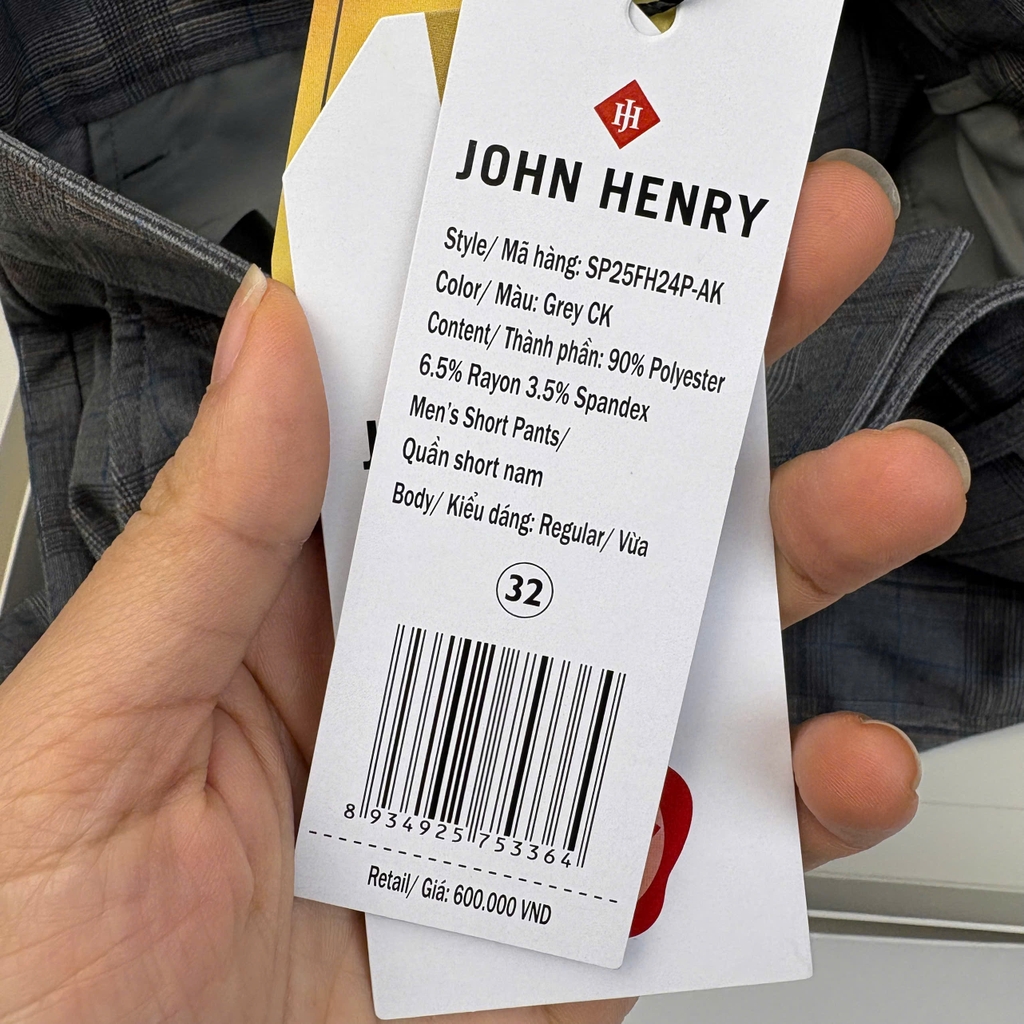 JH
JOHN HENRY
Style/ Mã hàng: SP25FH24P-AK
Color/ Màu: Grey CK
Content/ Thành phần: 90% Polyester
6.5% Rayon 3.5% Spandex
Men's Short Pants/
Quần short nam
Body/ Kiểu dáng: Regular/ Vừa
32
8 934925 753364
Retail/ Giá: 600.000 VND